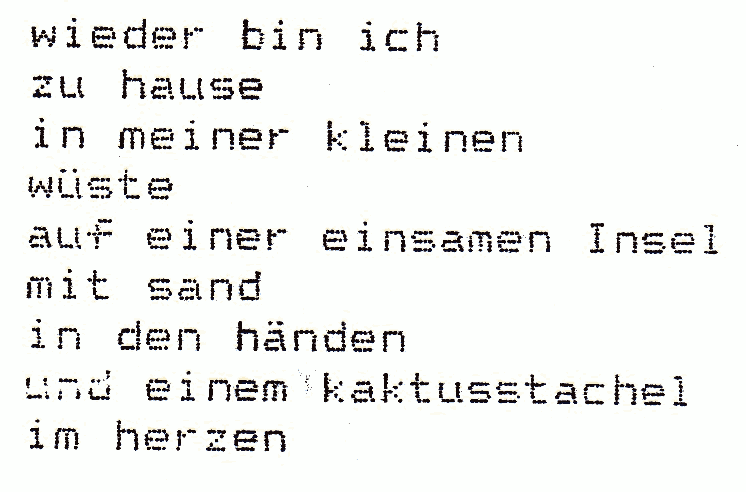 wieder bin ich
zu hause
in meiner kleinen
wüste
auf einer einsamen Insel
mit sand
in den händen
und einem kaktusstachel
im herzen